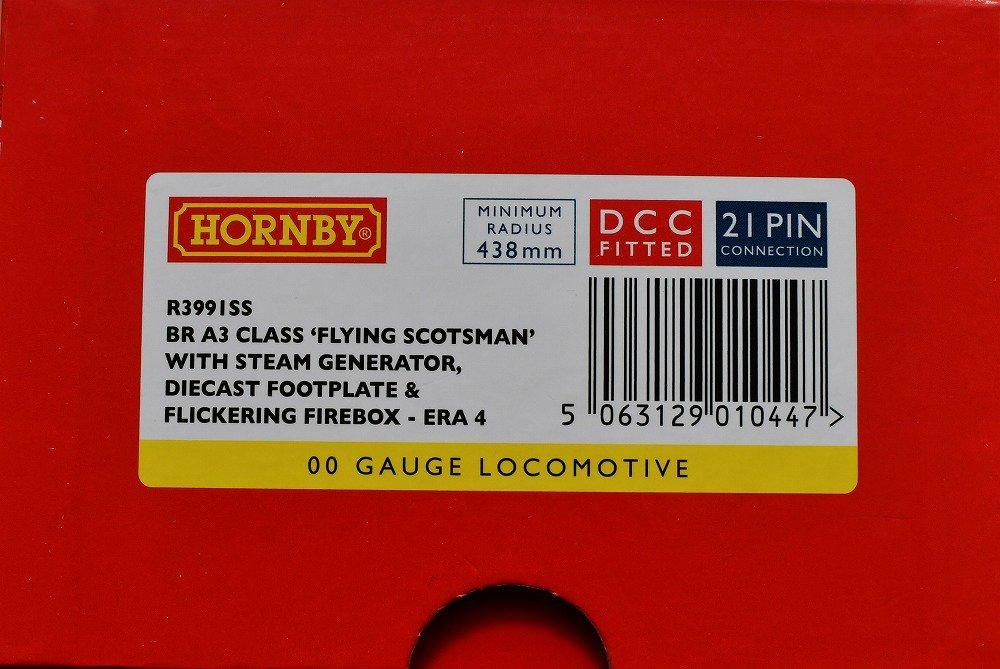 HORNBY®
MINIMUM
RADIUS
438mm
DCC
FITTED
21 PIN
CONNECTION
R3991SS
BR A3 CLASS ‘FLYING SCOTSMAN’
WITH STEAM GENERATOR,
DIECAST FOOTPLATE &
FLICKERING FIREBOX - ERA 4
5 063129 010447 >
00 GAUGE LOCOMOTIVE